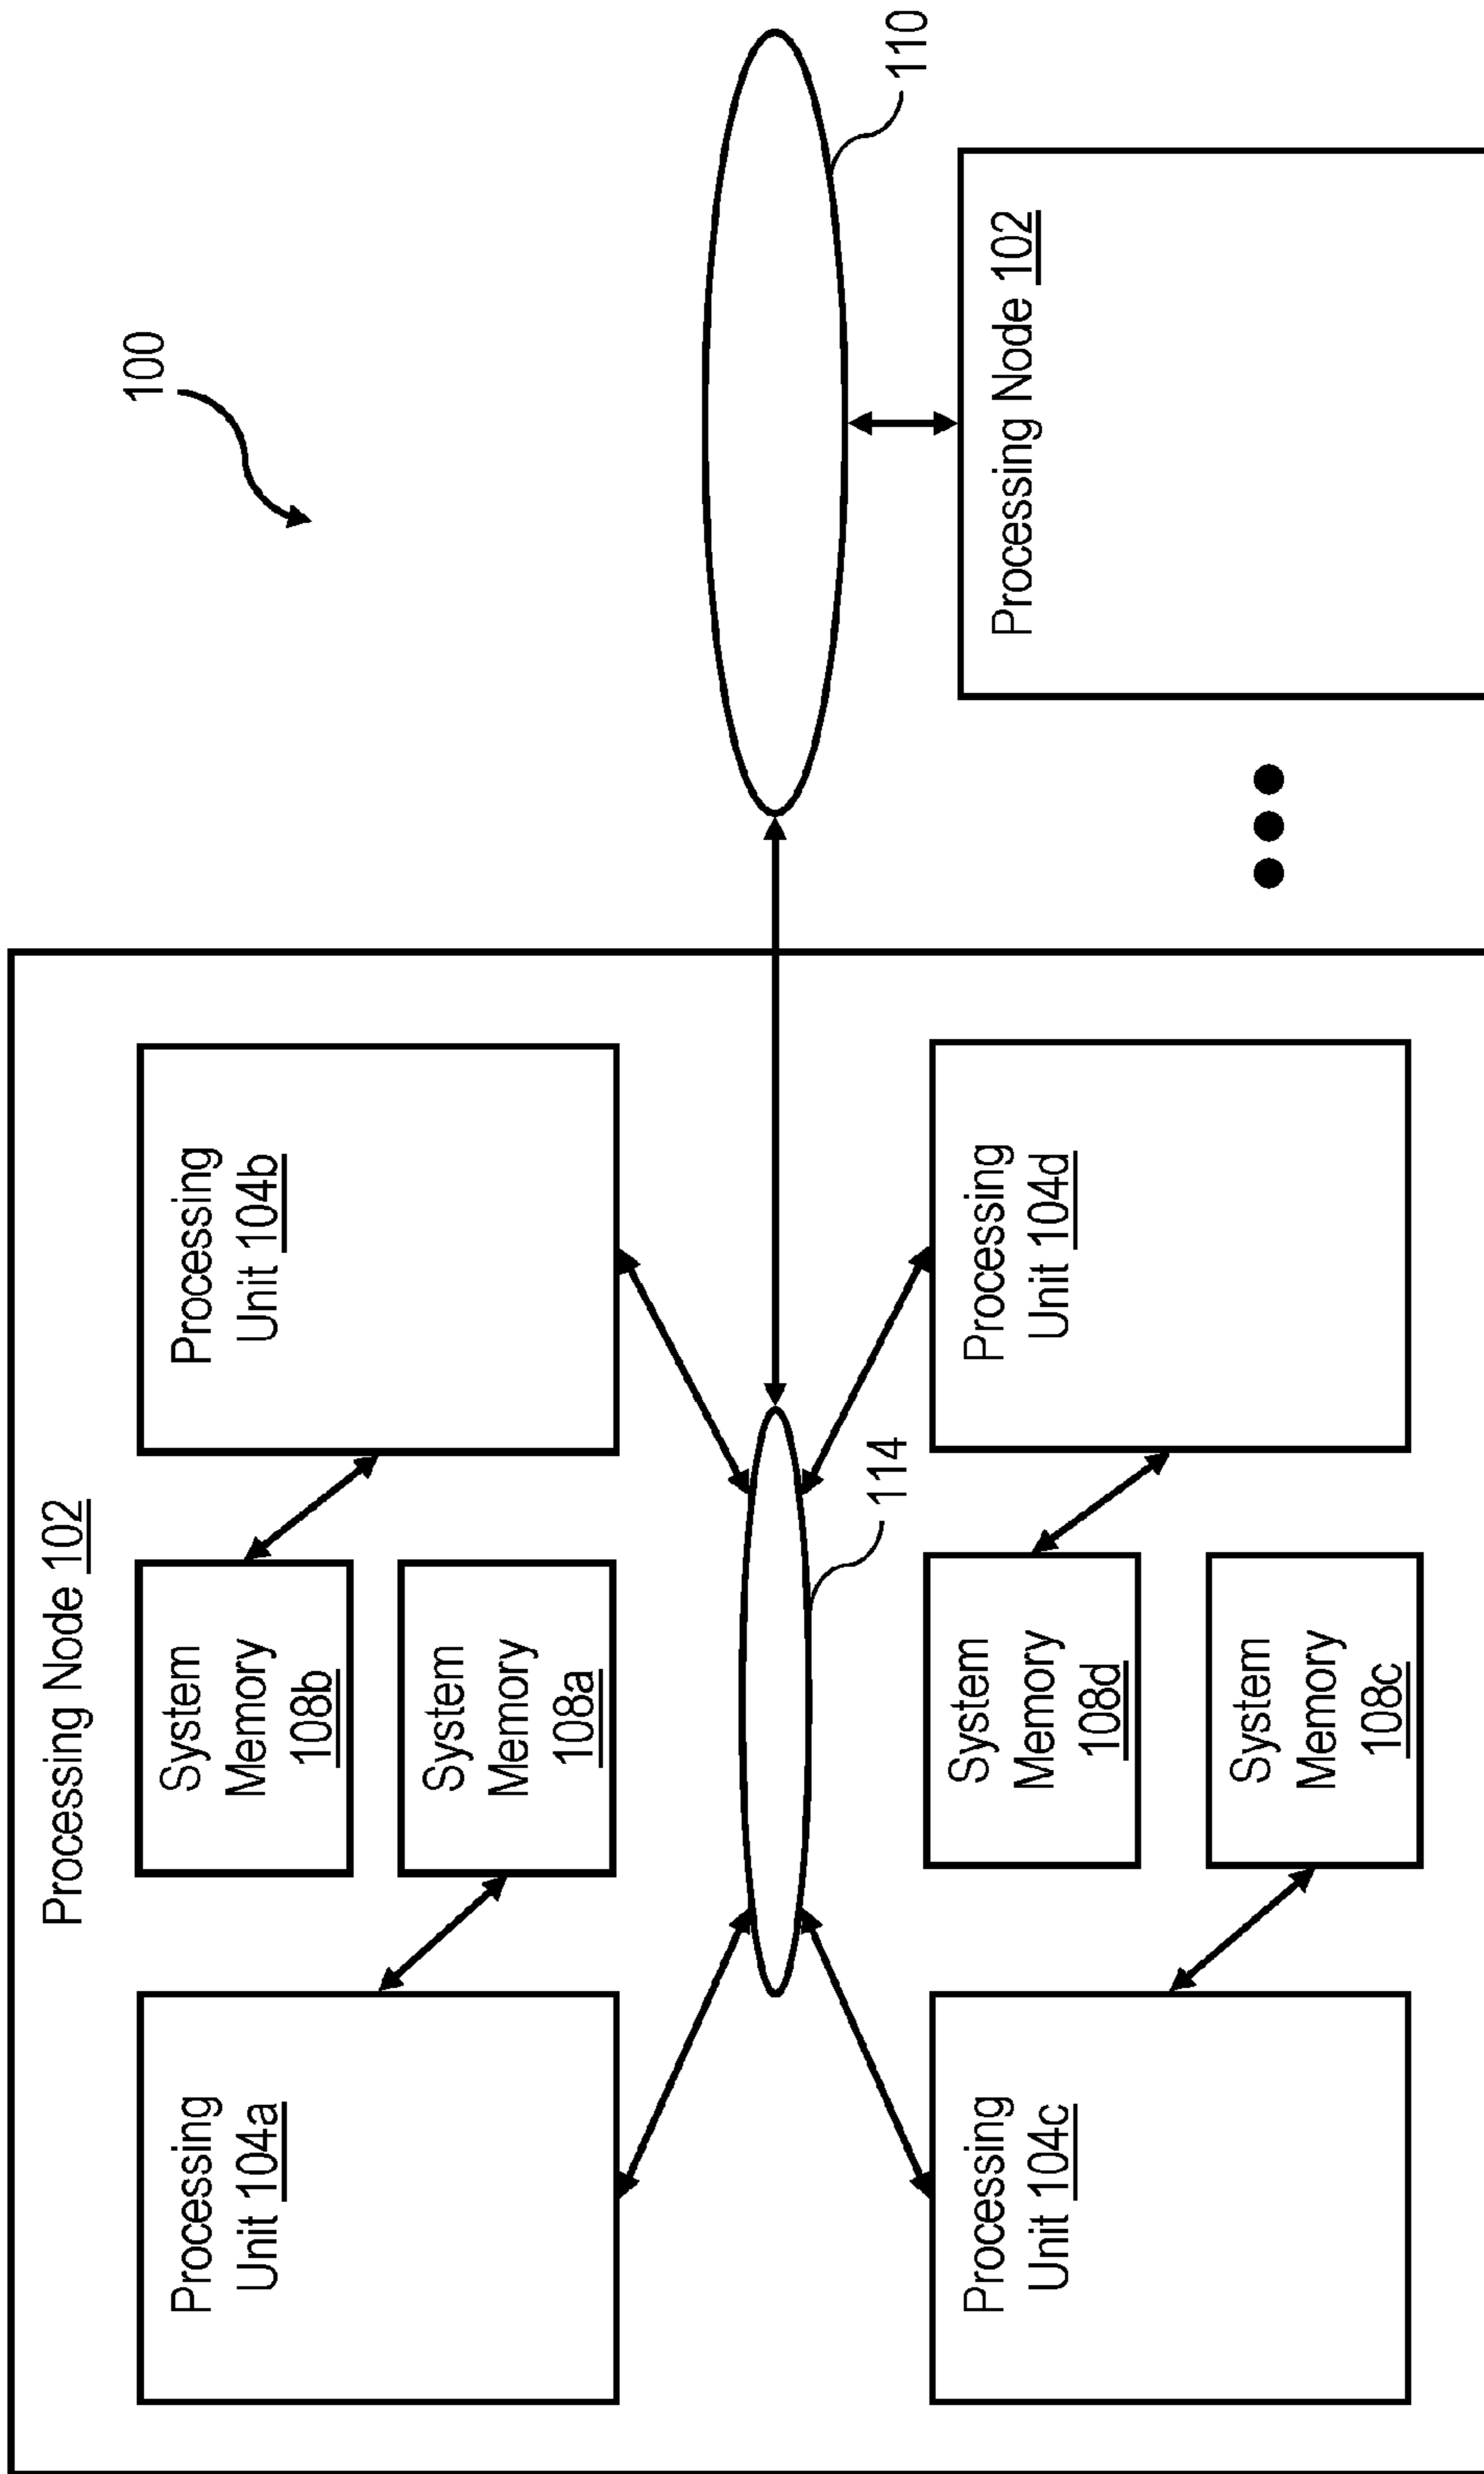 100
Processing Node 102
Processing
Unit 104a
System
Memory
108b
System
Memory
108a
Processing
Unit 104b
114
110
Processing
Unit 104c
System
Memory
108d
System
Memory
108c
Processing
Unit 104d
Processing Node 102